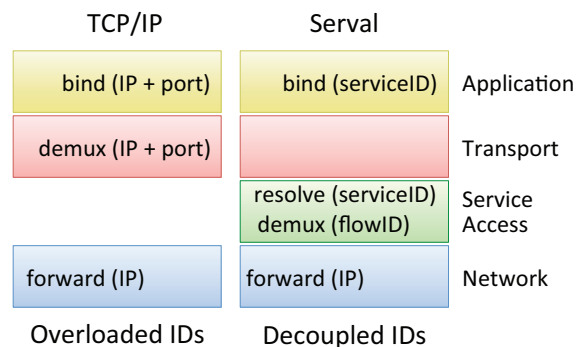 TCP/IP Serval
bind (IP + port) bind (serviceID) Application
demux (IP + port) Transport
resolve (serviceID) Service
demux (flowID) Access
forward (IP) forward (IP) Network
Overloaded IDs Decoupled IDs